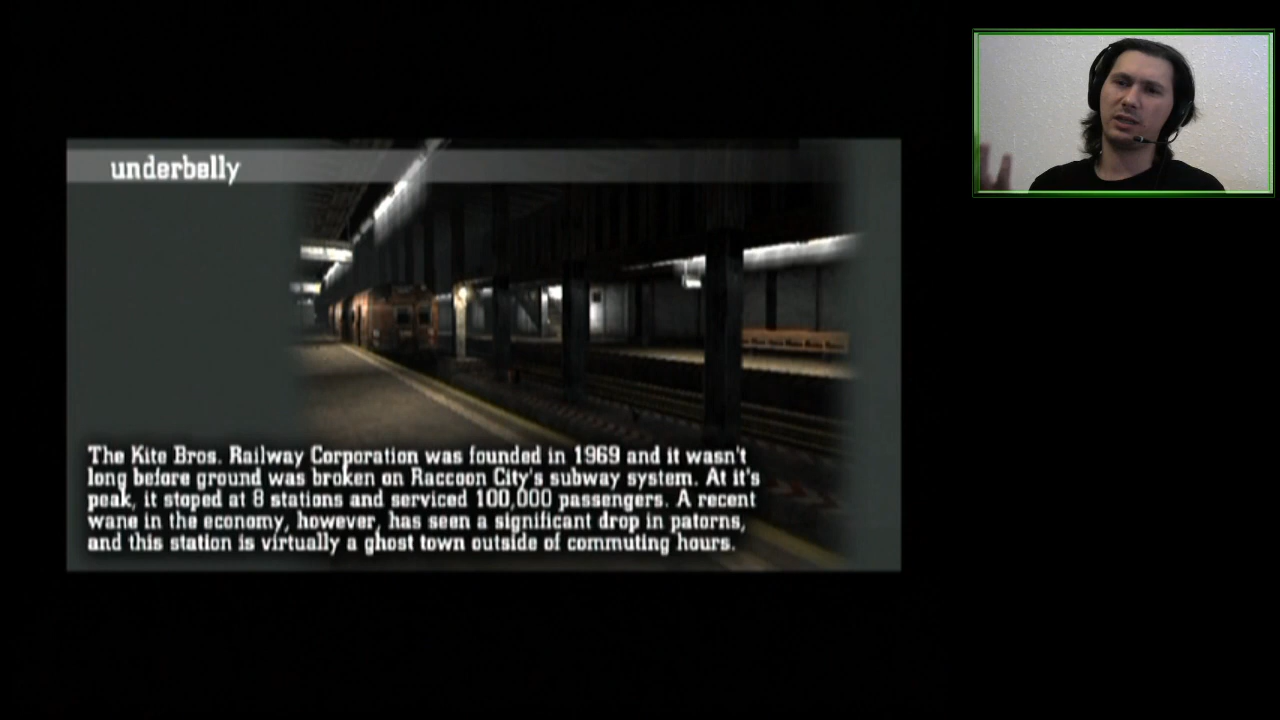 underbelly
The Kite Bros. Railway Corporation was founded in 1969 and it wasn't
long before ground was broken on Raccoon City's subway system. At it's
peak, it stoped at 8 stations and serviced 100,000 passengers. A recent
wane in the economy, however, has seen a significant drop in patorns,
and this station is virtually a ghost town outside of commuting hours.